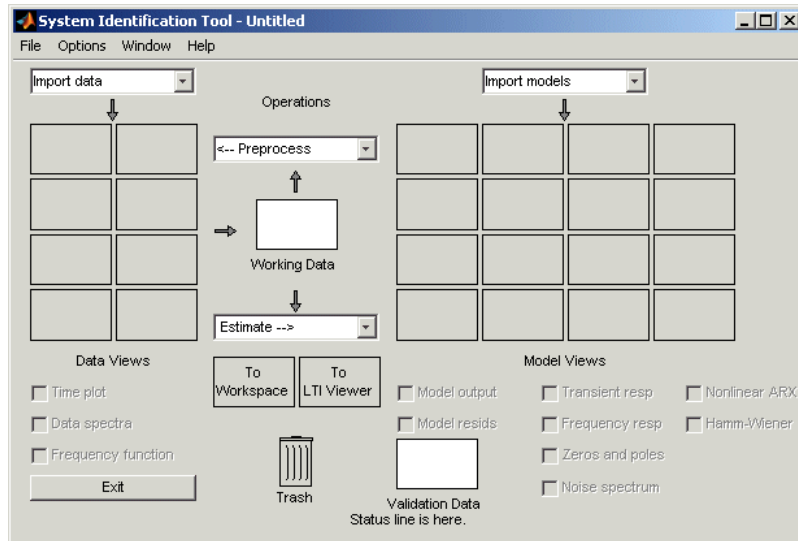 System Identification Tool - Untitled
File Options Window Help
Import data
Import models
Operations
<-- Preprocess
Working Data
Estimate -->
Data Views
To Workspace
To LTI Viewer
Model Views
Time plot
Data spectra
Frequency function
Exit
Trash
Model output
Model resids
Transient resp
Frequency resp
Zeros and poles
Noise spectrum
Nonlinear ARX
Hamm-Wiener
Validation Data
Status line is here.